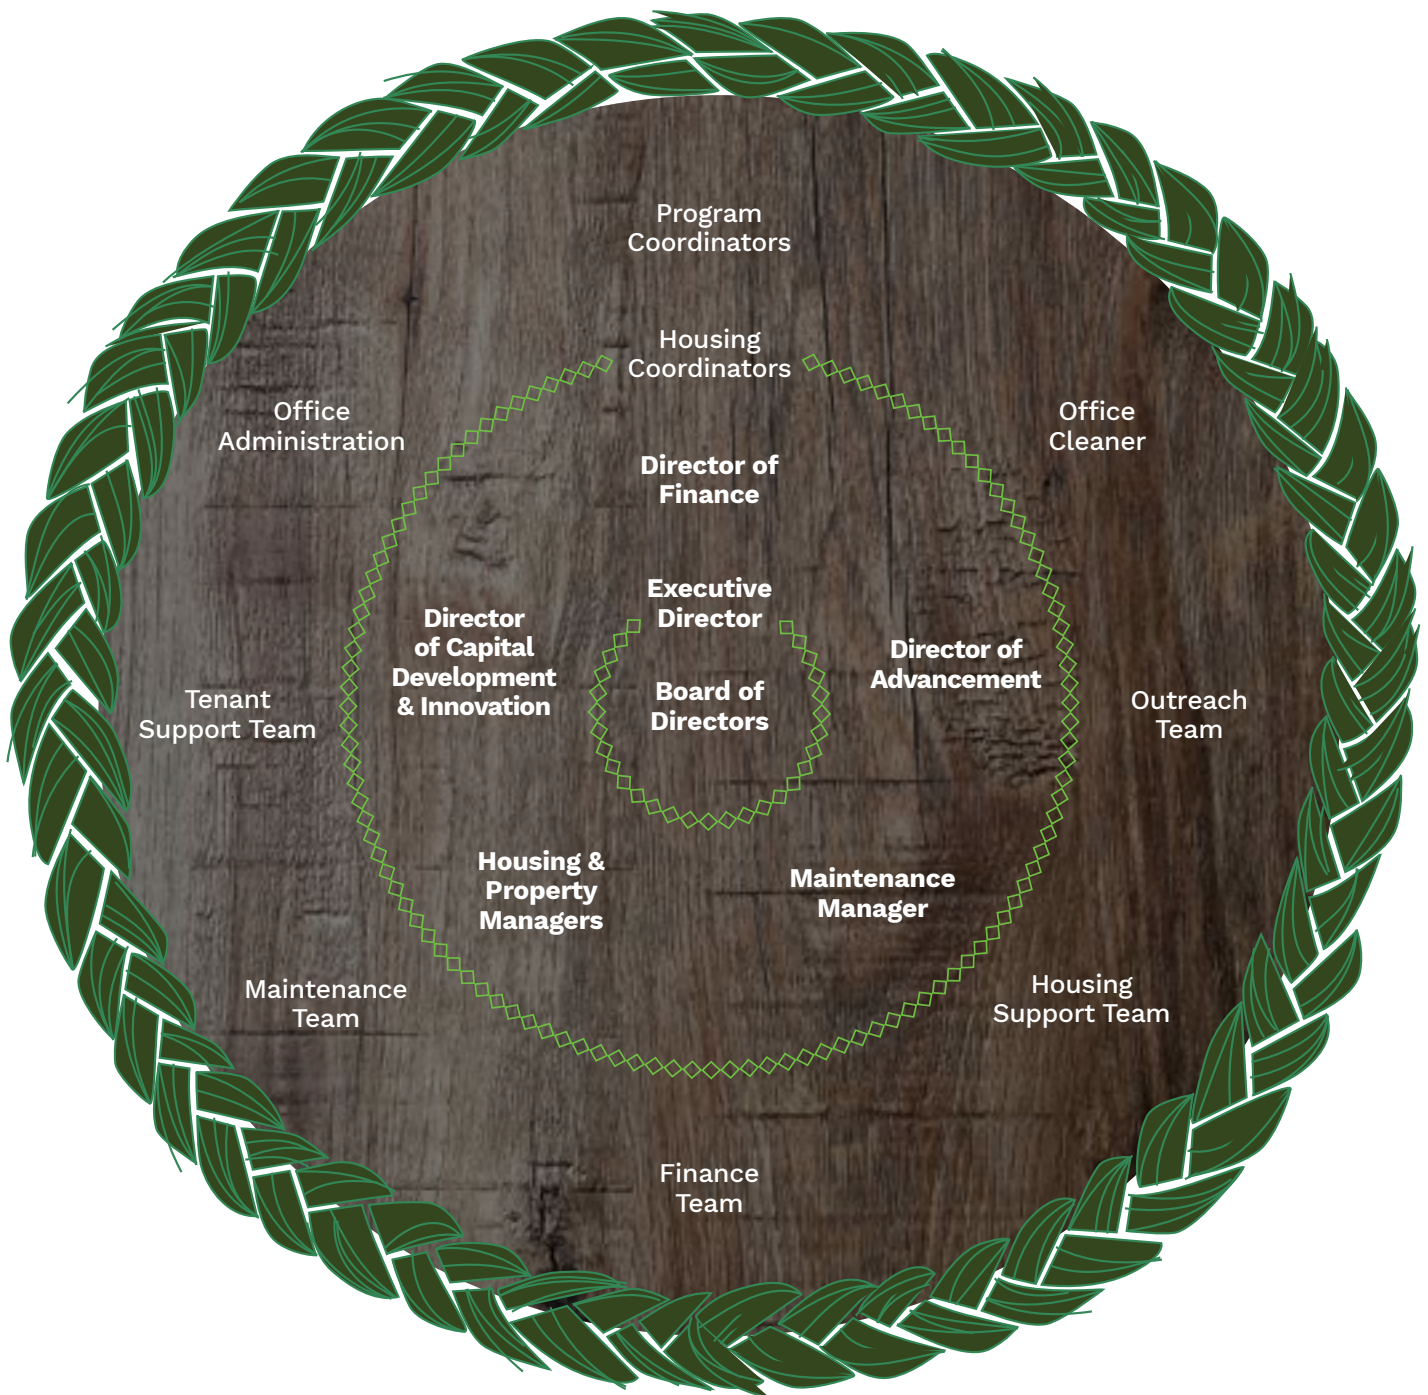 Program
Coordinators
Housing
Coordinators
Office
Administration
Office
Cleaner
Director of
Finance
Executive
Director
Director
of Capital
Development
& Innovation
Director of
Advancement
Board of
Directors
Tenant
Support Team
Outreach
Team
Housing &
Property
Managers
Maintenance
Manager
Maintenance
Team
Housing
Support Team
Finance
Team